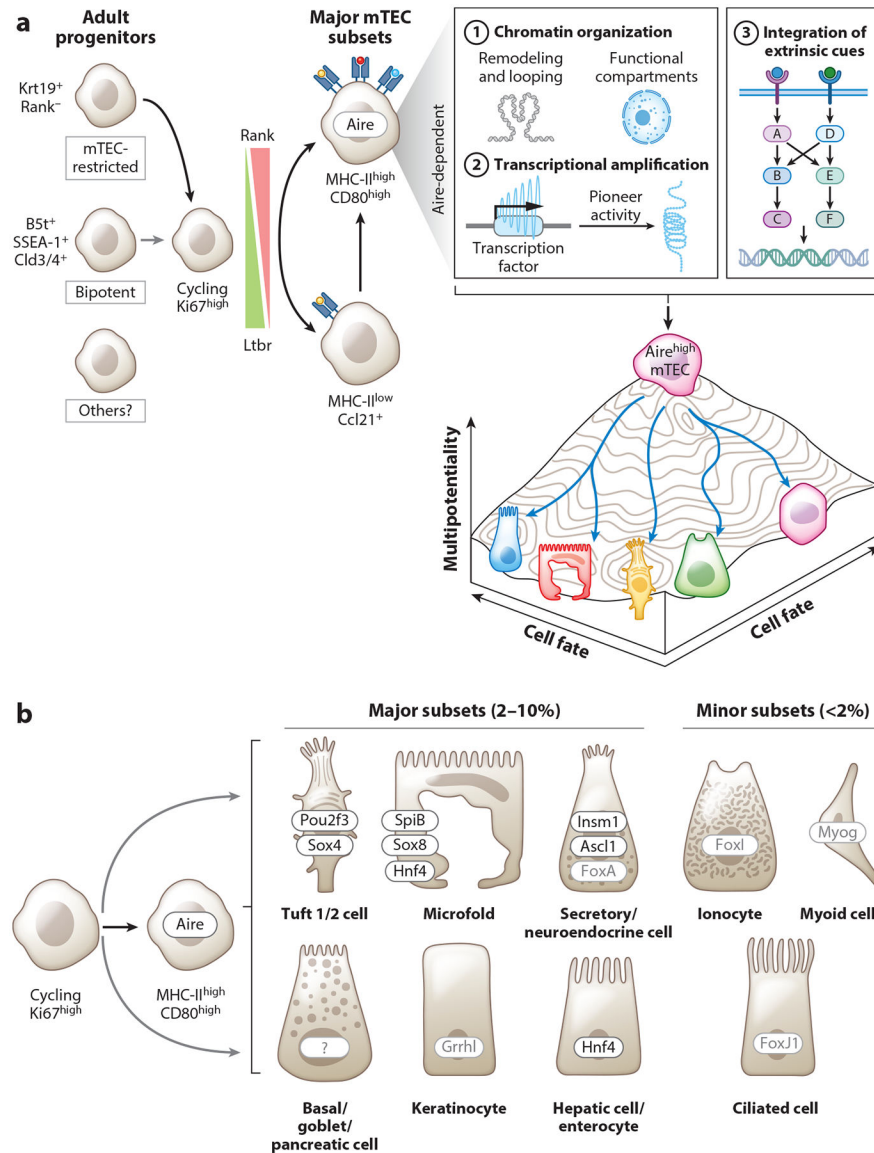 a
Adult
progenitors
Krt19⁺
Rank⁻
mTEC-
restricted
B5t⁺
SSEA-1⁺
Cld3/4⁺
Bipotent
Others?
Cycling
Ki67ʰⁱᵍʰ
Major mTEC
subsets
Rank
Ltbr
Aire
MHC-IIʰⁱᵍʰ
CD80ʰⁱᵍʰ
MHC-IIˡᵒʷ
Ccl21⁺
Aire-dependent
1 Chromatin organization
Remodeling
and looping
Functional
compartments
2 Transcriptional amplification
Transcription
factor
Pioneer
activity
3 Integration of
extrinsic cues
A
D
B
E
C
F
Aireʰⁱᵍʰ
mTEC
Multipotentiality
Cell fate
Cell fate
b
Major subsets (2–10%)
Minor subsets (<2%)
Cycling
Ki67ʰⁱᵍʰ
Aire
MHC-IIʰⁱᵍʰ
CD80ʰⁱᵍʰ
Pou2f3
Sox4
Tuft 1/2 cell
SpiB
Sox8
Hnf4
Microfold
Insm1
Ascl1
FoxA
Secretory/
neuroendocrine cell
FoxI
Ionocyte
Myog
Myoid cell
?
Basal/
goblet/
pancreatic cell
Grrhl
Keratinocyte
Hnf4
Hepatic cell/
enterocyte
FoxJ1
Ciliated cell